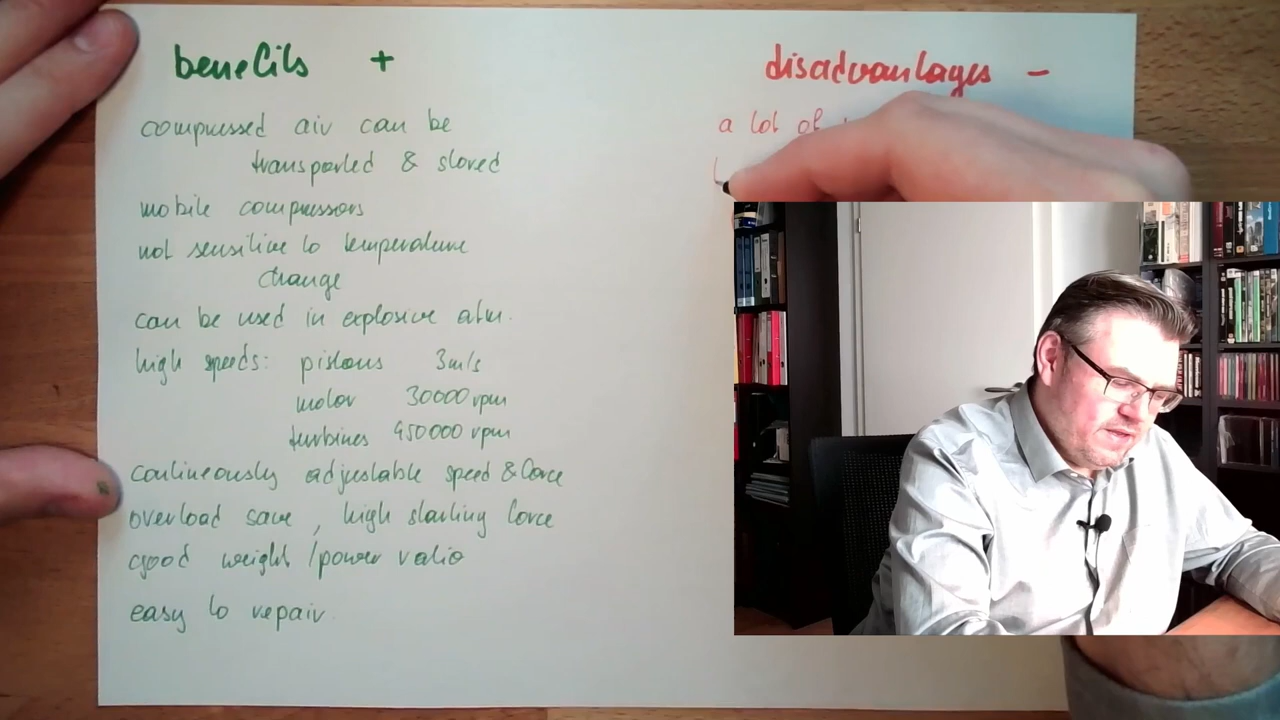 benefits +
compressed air can be
transported & stored
mobile compressors
not sensitive to temperature
change
can be used in explosive atm.
high speeds: pistons 3m/s
motor 30000 rpm
turbines 450000 rpm
contineously adjustable speed & force
overload save, high starting force
good weight/power ratio
easy to repair
disadvantages -
a lot of